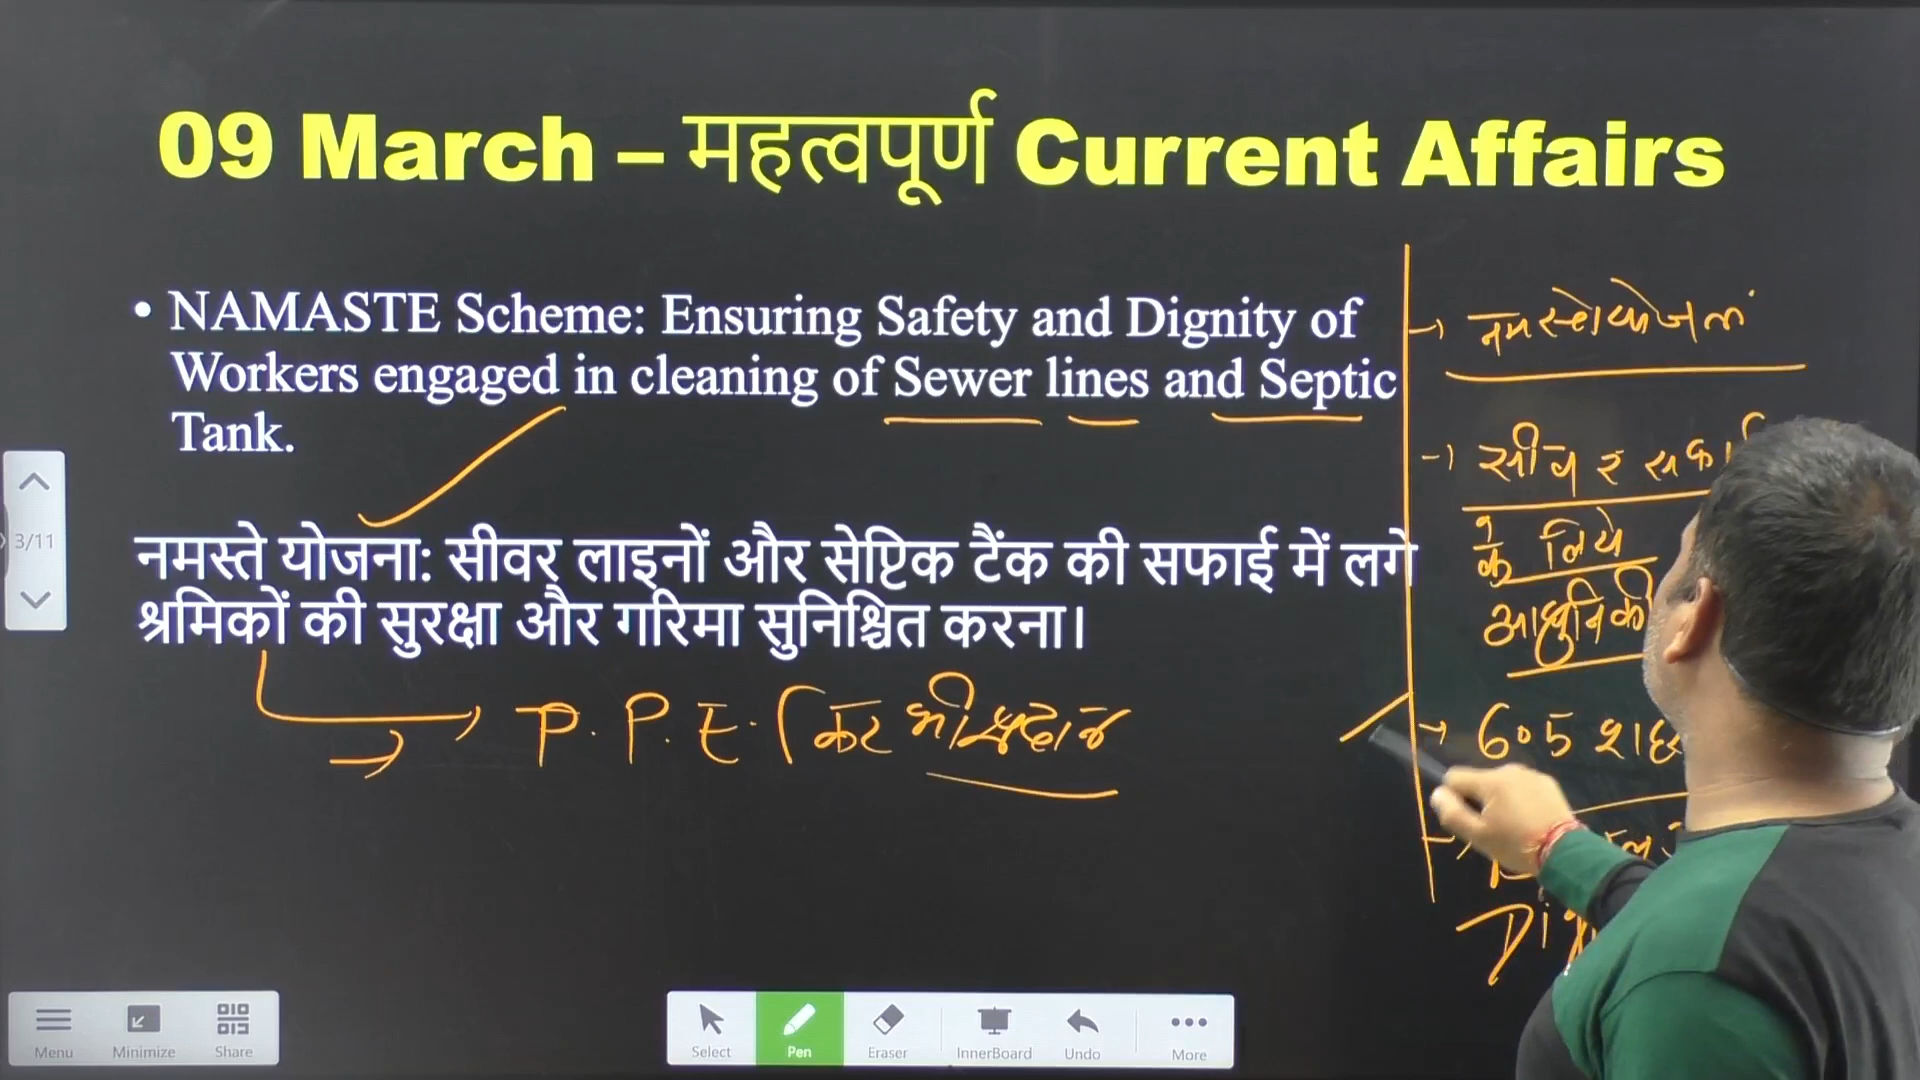 09 March – महत्वपूर्ण Current Affairs
• NAMASTE Scheme: Ensuring Safety and Dignity of
Workers engaged in cleaning of Sewer lines and Septic
Tank.
नमस्ते योजना: सीवर लाइनों और सेप्टिक टैंक की सफाई में लगे
श्रमिकों की सुरक्षा और गरिमा सुनिश्चित करना।
P.P.E. किट
नमस्ते योजना
सीवर
के लिये
605
3/11
Menu Minimize Share
Select Pen Eraser InnerBoard Undo More